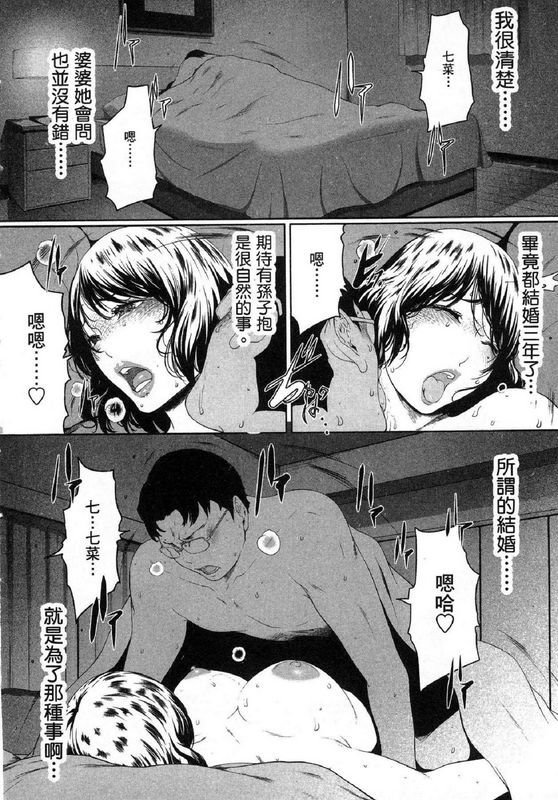 我很清楚……
七菜
嗯
婆婆她會問
也並沒有錯……
畢竟都結婚三年了…
嗯…
期待有孫子抱
是很自然的事。
嗯嗯……♡
所謂的結婚……
嗯哈♡
七…七菜…
就是為了那種事啊…